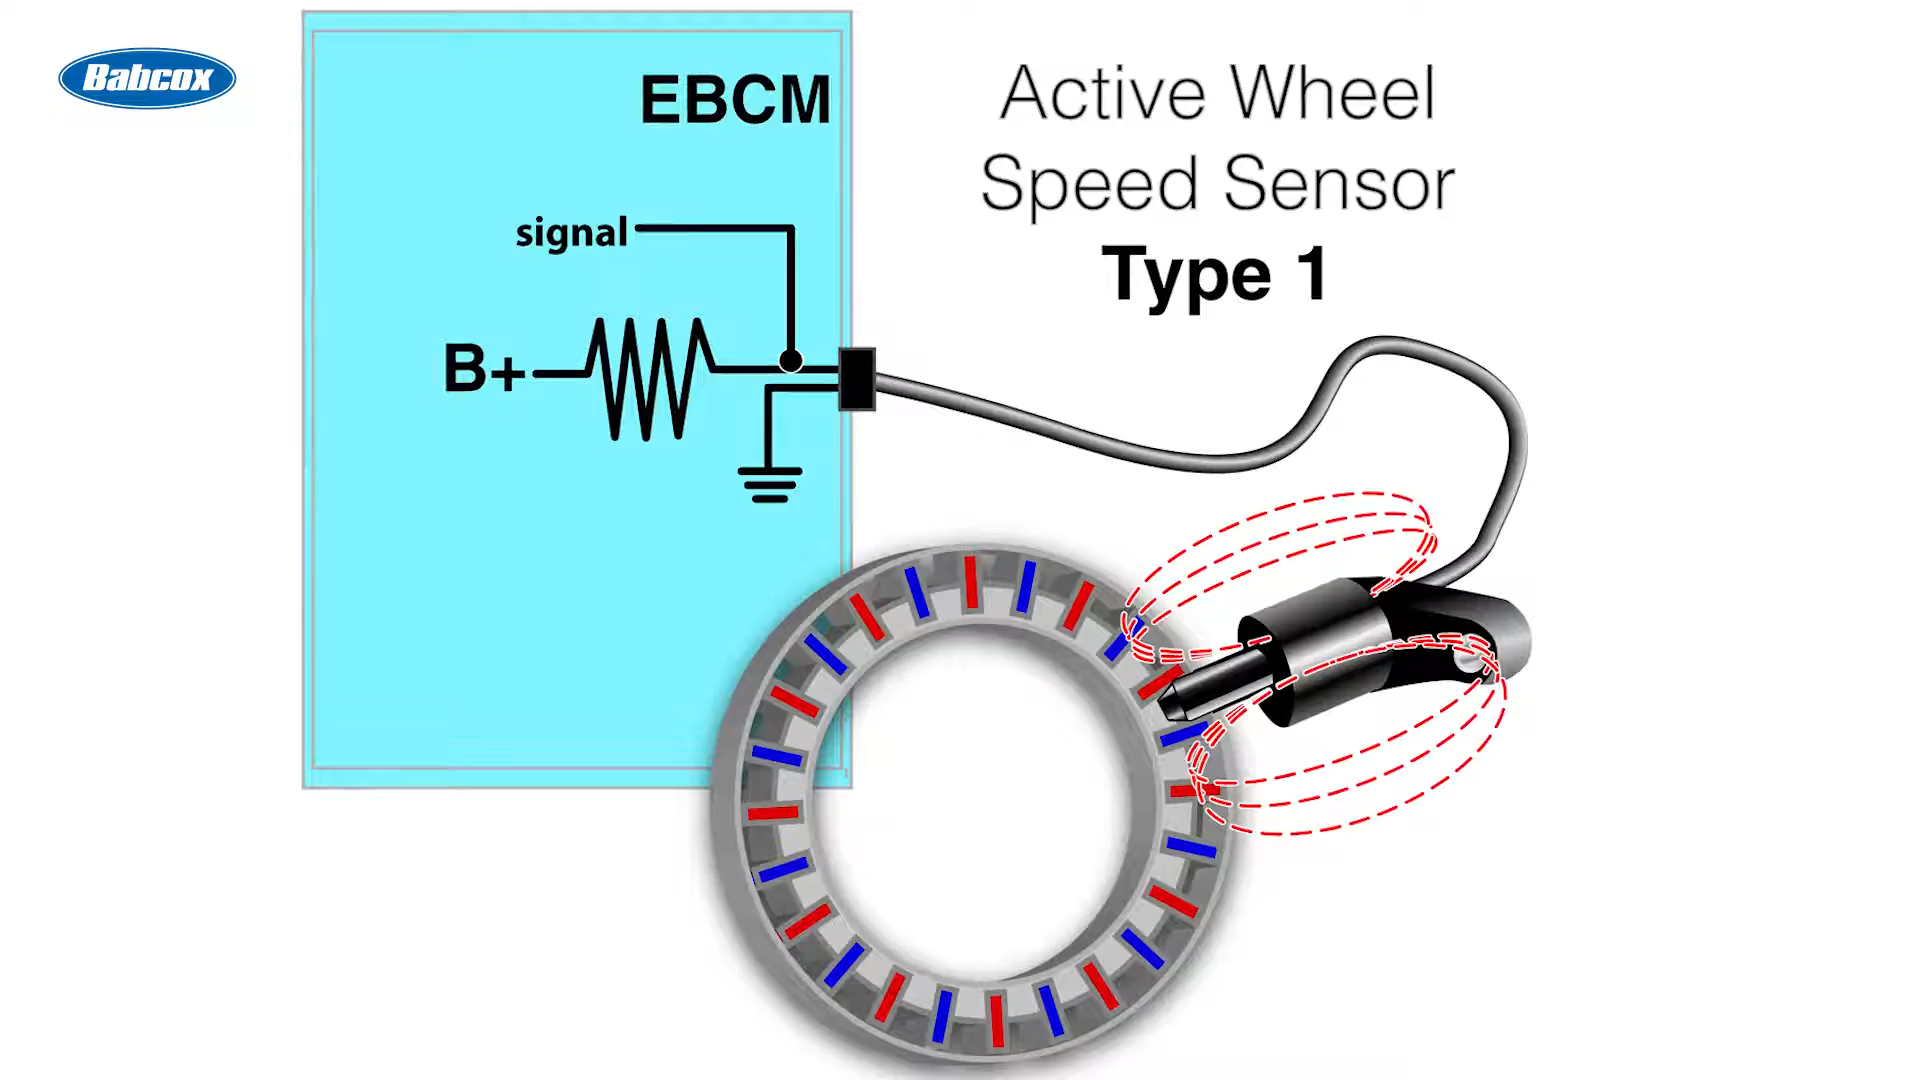 Babcox
EBCM
Active Wheel
Speed Sensor
Type 1
signal
B+